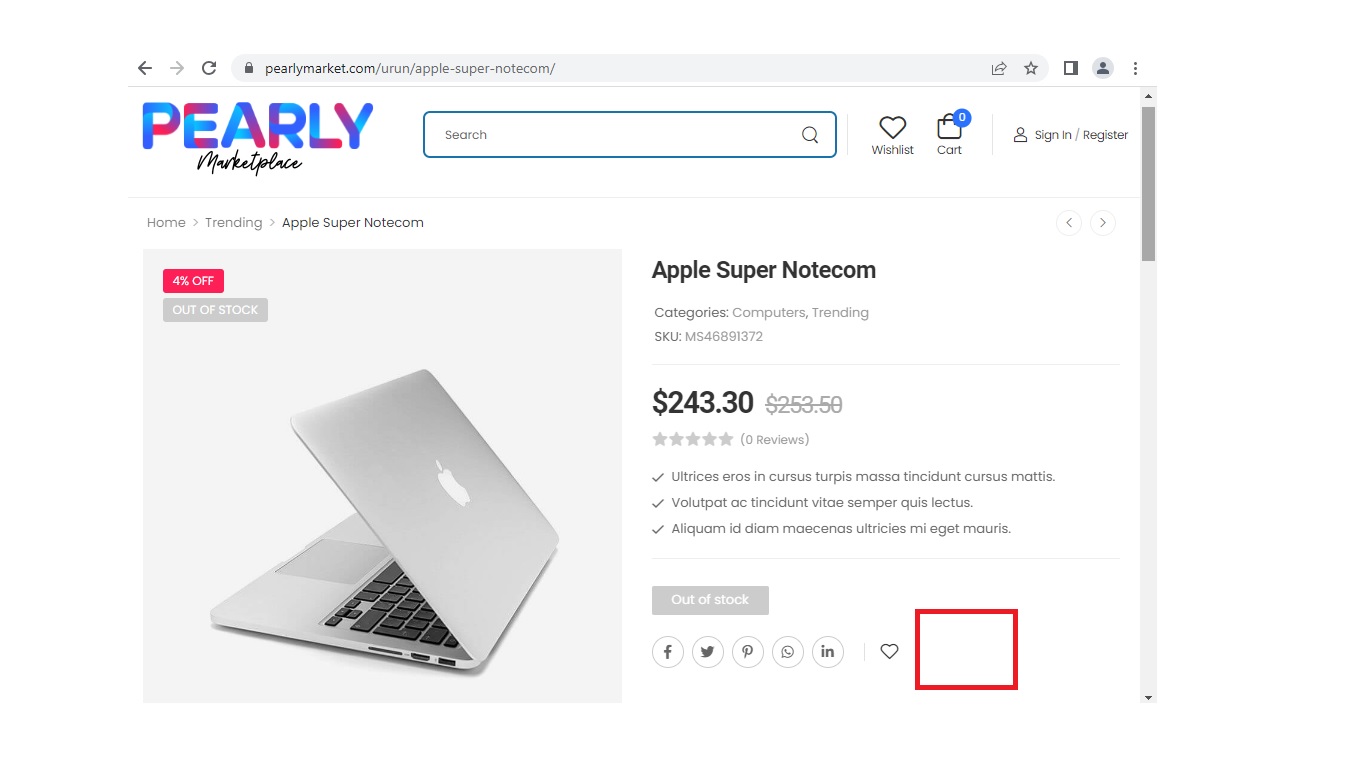 pearlymarket.com/urun/apple-super-notecom/
PEARLY
Marketplace
Search
0
Wishlist
Cart
Sign In / Register
Home > Trending > Apple Super Notecom
4% OFF
OUT OF STOCK
Apple Super Notecom
Categories: Computers, Trending
SKU: MS46891372
$243.30 $253.50
(0 Reviews)
Ultrices eros in cursus turpis massa tincidunt cursus mattis.
Volutpat ac tincidunt vitae semper quis lectus.
Aliquam id diam maecenas ultricies mi eget mauris.
Out of stock